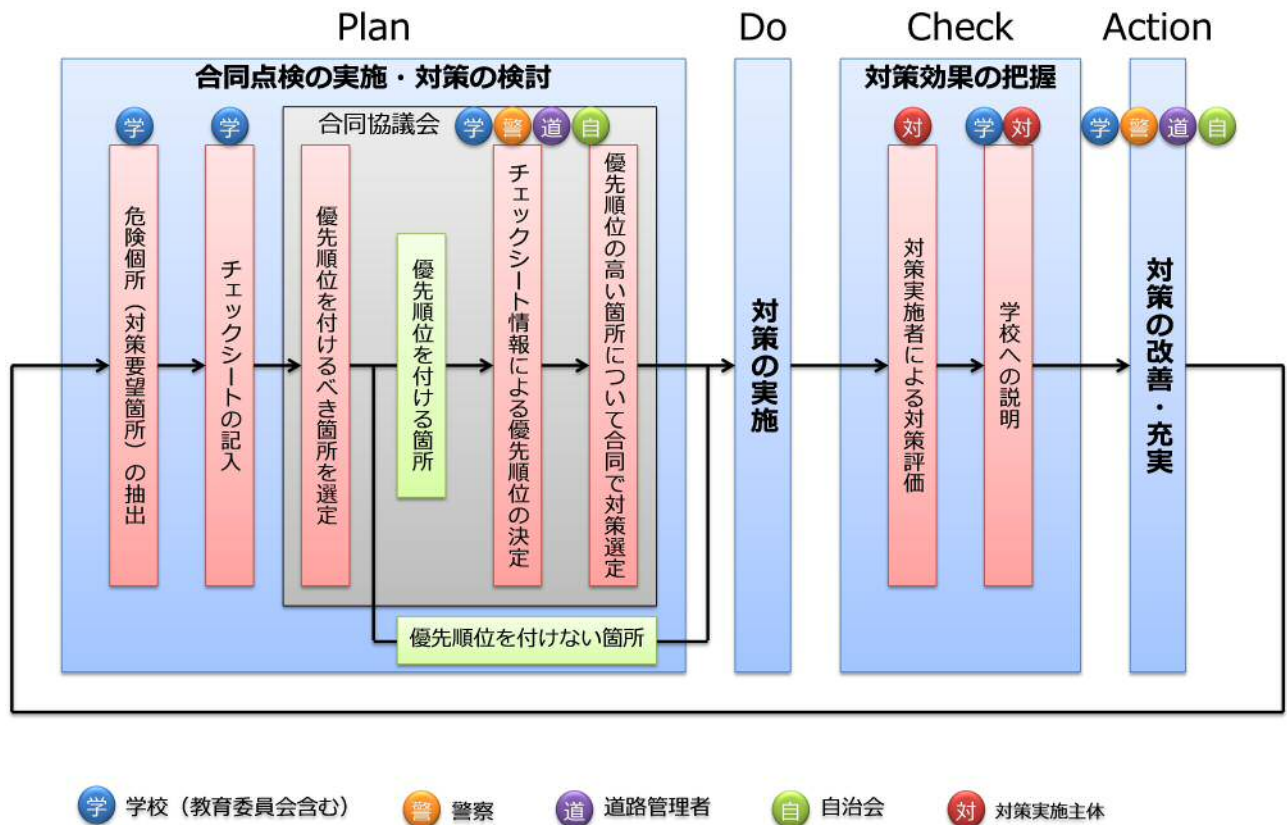 Plan
Do
Check
Action
合同点検の実施・対策の検討
対策効果の把握
学
学
合同協議会
学
警
道
自
対
学
対
学
警
道
自
危険個所（対策要望箇所）の抽出
チェックシートの記入
優先順位を付けるべき箇所を選定
優先順位を付ける箇所
チェックシート情報による優先順位の決定
優先順位の高い箇所について合同で対策選定
対策の実施
対策実施者による対策評価
学校への説明
対策の改善・充実
優先順位を付けない箇所
学 学校（教育委員会含む）
警 警察
道 道路管理者
自 自治会
対 対策実施主体